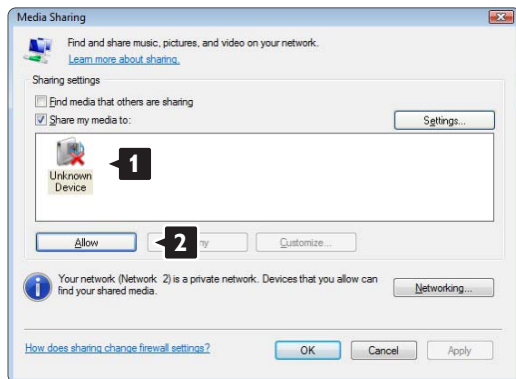 Media Sharing
Find and share music, pictures, and video on your network.
Learn more about sharing.
Sharing settings
Find media that others are sharing
Share my media to:
Settings...
Unknown
Device
1
Allow
2
ny
Customize...
Your network (Network 2) is a private network. Devices that you allow can
find your shared media.
Networking...
How does sharing change firewall settings?
OK
Cancel
Apply